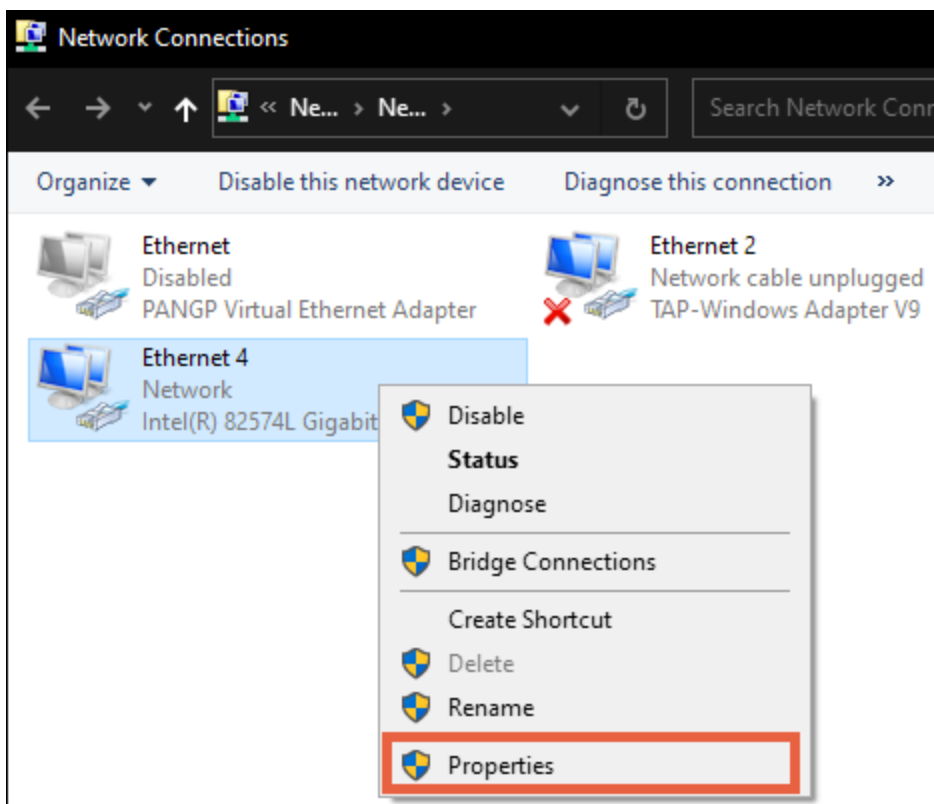 Network Connections
« Ne... › Ne... ›
Search Network Conn
Organize
Disable this network device
Diagnose this connection
»
Ethernet
Disabled
PANGP Virtual Ethernet Adapter
Ethernet 2
Network cable unplugged
TAP-Windows Adapter V9
Ethernet 4
Network
Intel(R) 82574L Gigabit
Disable
Status
Diagnose
Bridge Connections
Create Shortcut
Delete
Rename
Properties